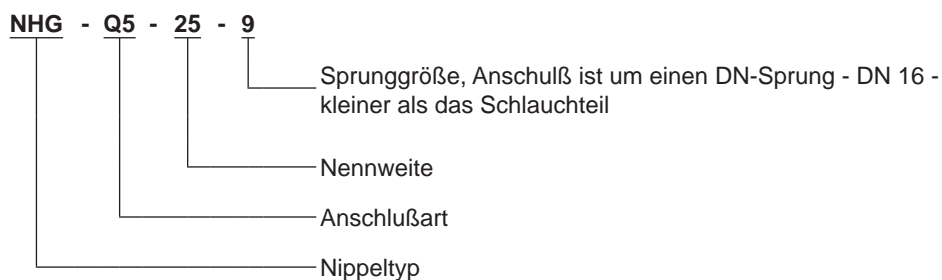 NHG - Q5 - 25 - 9
Sprunggröße, Anschulß ist um einen DN-Sprung - DN 16 -
kleiner als das Schlauchteil
Nennweite
Anschlußart
Nippeltyp